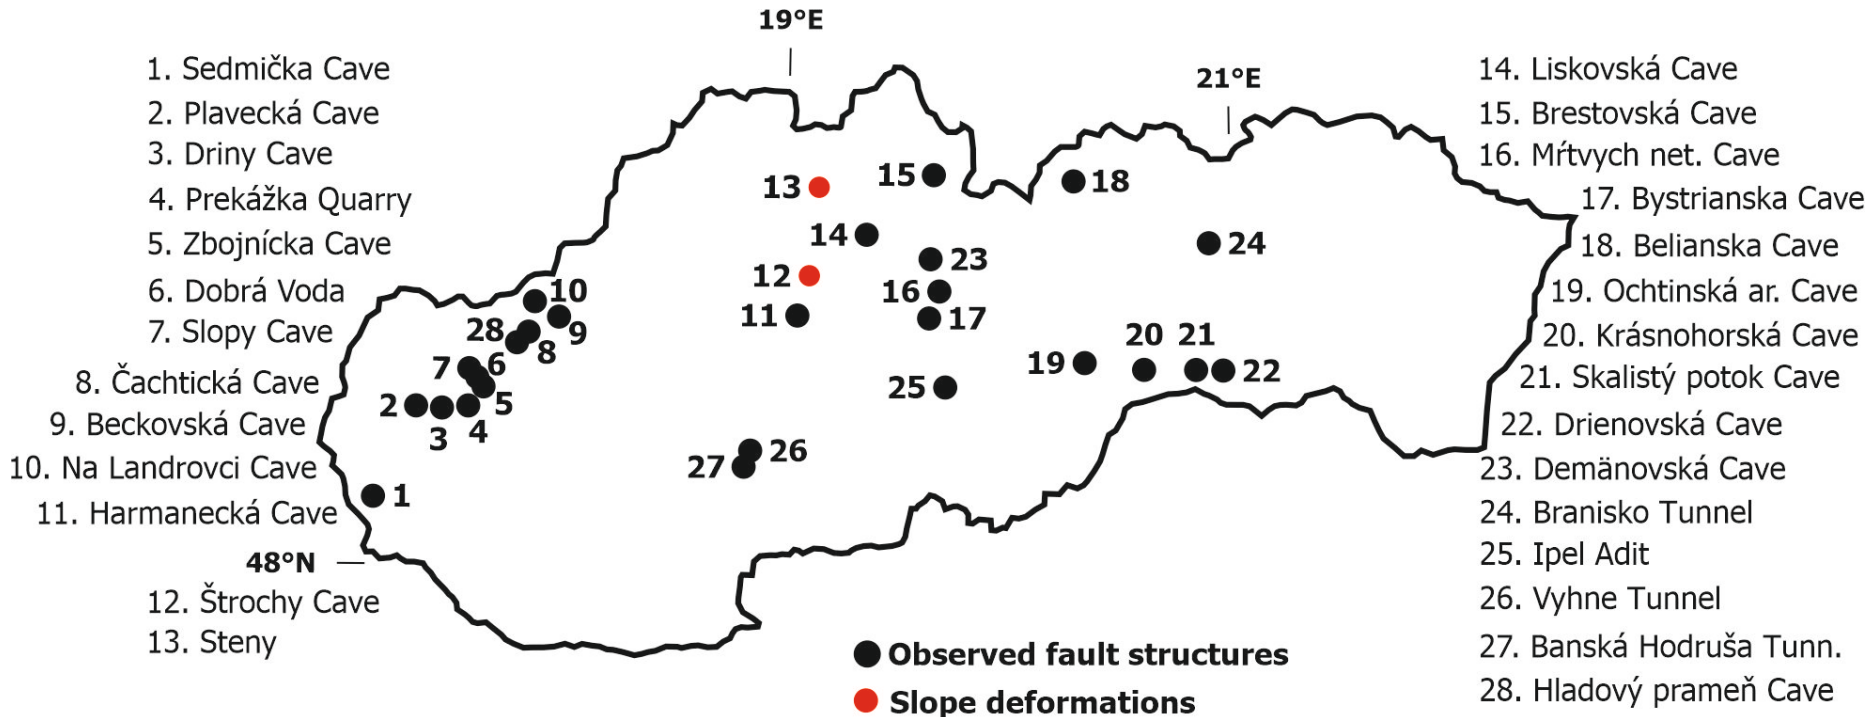 19°E
21°E
1. Sedmička Cave
2. Plavecká Cave
3. Driny Cave
4. Prekážka Quarry
5. Zbojnícka Cave
6. Dobrá Voda
7. Slopy Cave
8. Čachtická Cave
9. Beckovská Cave
10. Na Landrovci Cave
11. Harmanecká Cave
48°N
12. Štrochy Cave
13. Steny
14. Liskovská Cave
15. Brestovská Cave
16. Mŕtvych net. Cave
17. Bystrianska Cave
18. Belianska Cave
19. Ochtinská ar. Cave
20. Krásnohorská Cave
21. Skalistý potok Cave
22. Drienovská Cave
23. Demänovská Cave
24. Branisko Tunnel
25. Ipel Adit
26. Vyhne Tunnel
27. Banská Hodruša Tunn.
28. Hladový prameň Cave
13
15
18
14
24
23
12
10
16
11
17
28
9
8
20
21
7
6
19
22
25
2
5
3
4
26
27
1
Observed fault structures
Slope deformations